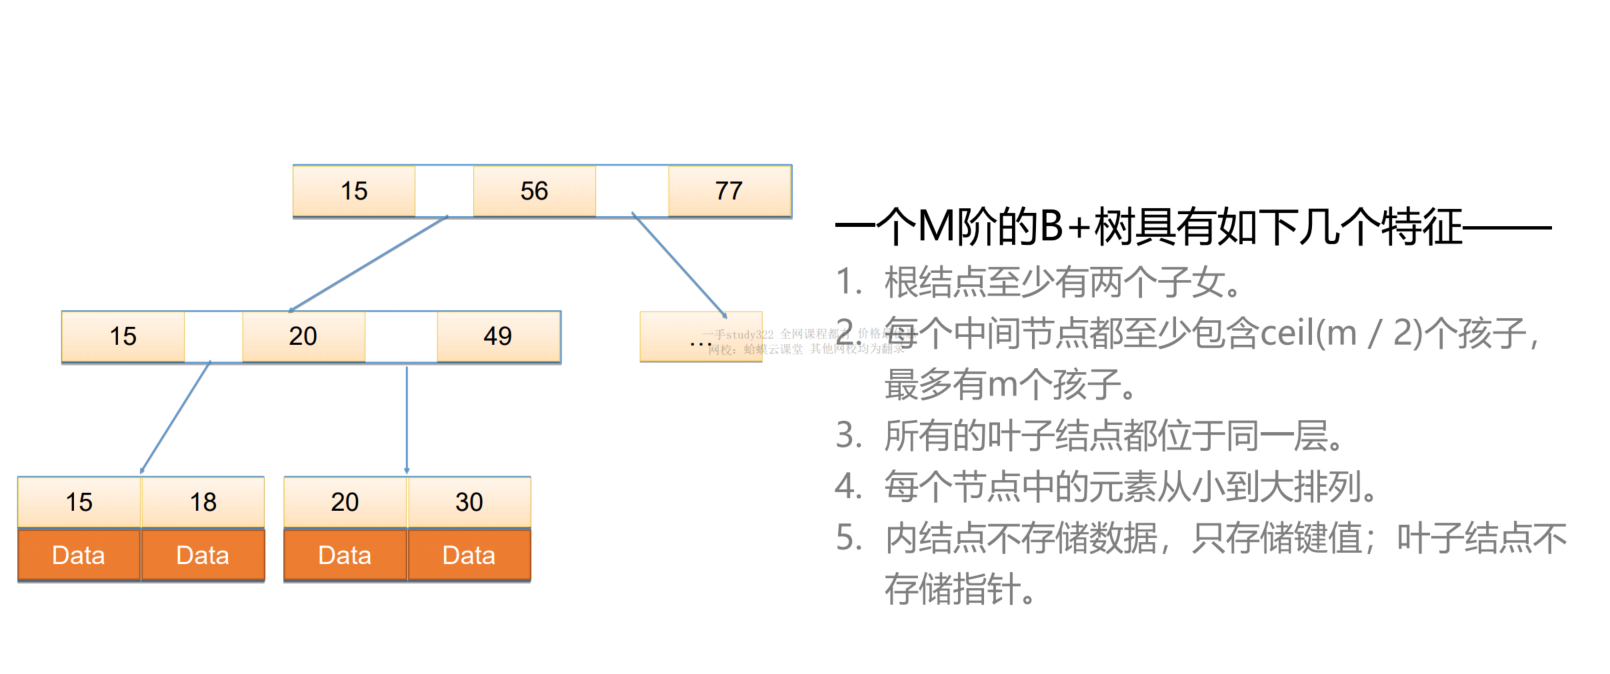 15 56 77
15 20 49
...
15 18
Data Data
20 30
Data Data
一手study322 全网课程都有 价格
网校：蛤蟆云课堂 其他网校均为翻录
一个M阶的B+树具有如下几个特征——
1. 根结点至少有两个子女。
2. 每个中间节点都至少包含ceil(m / 2)个孩子，
最多有m个孩子。
3. 所有的叶子结点都位于同一层。
4. 每个节点中的元素从小到大排列。
5. 内结点不存储数据，只存储键值；叶子结点不
存储指针。